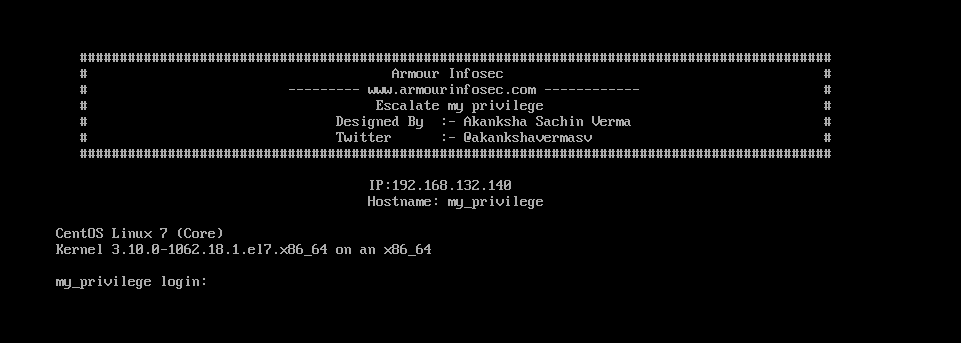 ###############################################################################################
# Armour Infosec #
# --------- www.armourinfosec.com ------------ #
# Escalate my privilege #
# Designed By :- Akanksha Sachin Verma #
# Twitter :- @akankshavermasv #
###############################################################################################
IP:192.168.132.140
Hostname: my_privilege
CentOS Linux 7 (Core)
Kernel 3.10.0-1062.18.1.el7.x86_64 on an x86_64
my_privilege login: